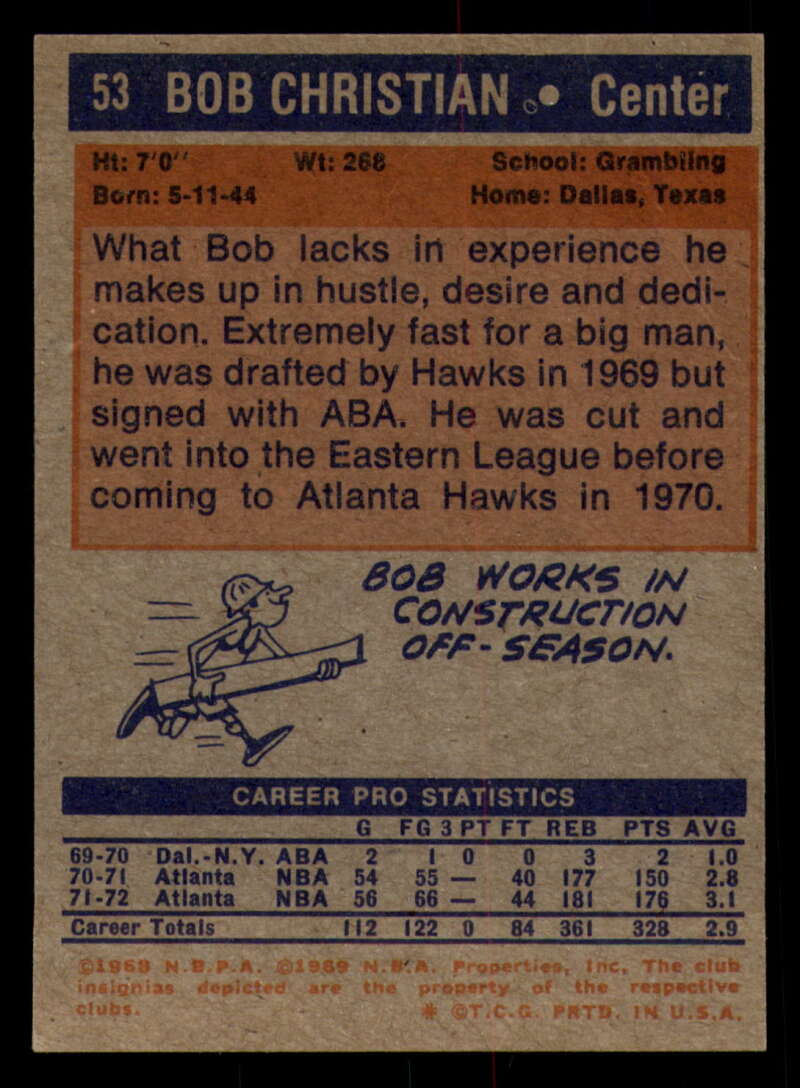 53 BOB CHRISTIAN • Center
Ht: 7'0" Wt: 268 School: Grambling
Born: 5-11-44 Home: Dallas, Texas
What Bob lacks in experience he
makes up in hustle, desire and dedi-
cation. Extremely fast for a big man,
he was drafted by Hawks in 1969 but
signed with ABA. He was cut and
went into the Eastern League before
coming to Atlanta Hawks in 1970.
BOB WORKS IN
CONSTRUCTION
OFF-SEASON.
CAREER PRO STATISTICS
G FG 3 PT FT REB PTS AVG
69-70 Dal.-N.Y. ABA 2 1 0 0 3 2 1.0
70-71 Atlanta NBA 54 55 — 40 177 150 2.8
71-72 Atlanta NBA 56 66 — 44 181 176 3.1
Career Totals 112 122 0 84 361 328 2.9
©1969 N.B.P.A. ©1969 N.B.A. Properties, Inc. The club
insignias depicted are the property of the respective
clubs. * ©T.C.G. PRTD. IN U.S.A.